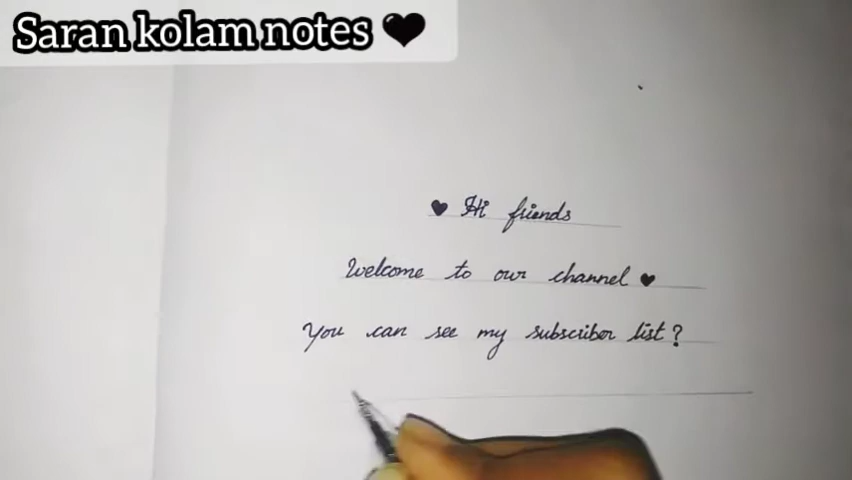 Saran kolam notes ♥
♥ Hi friends
Welcome to our channel ♥
You can see my subscriber list?